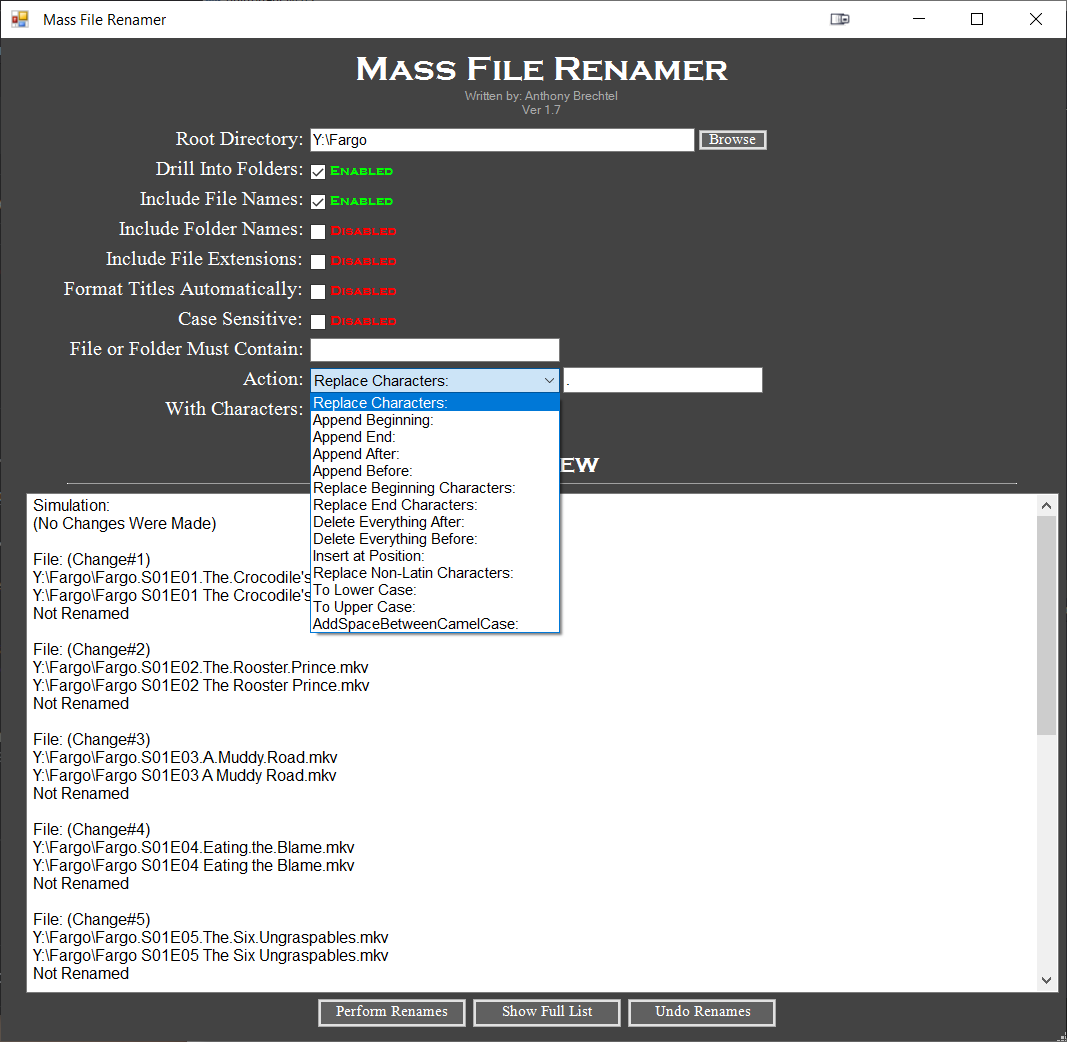 Mass File Renamer
Mass File Renamer
Written by: Anthony Brechtel
Ver 1.7
Root Directory: Y:\Fargo Browse
Drill Into Folders: Enabled
Include File Names: Enabled
Include Folder Names: Disabled
Include File Extensions: Disabled
Format Titles Automatically: Disabled
Case Sensitive: Disabled
File or Folder Must Contain:
Action: Replace Characters: .
With Characters:
Replace Characters:
Append Beginning:
Append End:
Append After:
Append Before:
Replace Beginning Characters:
Replace End Characters:
Delete Everything After:
Delete Everything Before:
Insert at Position:
Replace Non-Latin Characters:
To Lower Case:
To Upper Case:
AddSpaceBetweenCamelCase:
ew
Simulation:
(No Changes Were Made)
File: (Change#1)
Y:\Fargo\Fargo.S01E01.The.Crocodile's
Y:\Fargo\Fargo S01E01 The Crocodile's
Not Renamed
File: (Change#2)
Y:\Fargo\Fargo.S01E02.The.Rooster.Prince.mkv
Y:\Fargo\Fargo S01E02 The Rooster Prince.mkv
Not Renamed
File: (Change#3)
Y:\Fargo\Fargo.S01E03.A.Muddy.Road.mkv
Y:\Fargo\Fargo S01E03 A Muddy Road.mkv
Not Renamed
File: (Change#4)
Y:\Fargo\Fargo.S01E04.Eating.the.Blame.mkv
Y:\Fargo\Fargo S01E04 Eating the Blame.mkv
Not Renamed
File: (Change#5)
Y:\Fargo\Fargo.S01E05.The.Six.Ungraspables.mkv
Y:\Fargo\Fargo S01E05 The Six Ungraspables.mkv
Not Renamed
Perform Renames Show Full List Undo Renames